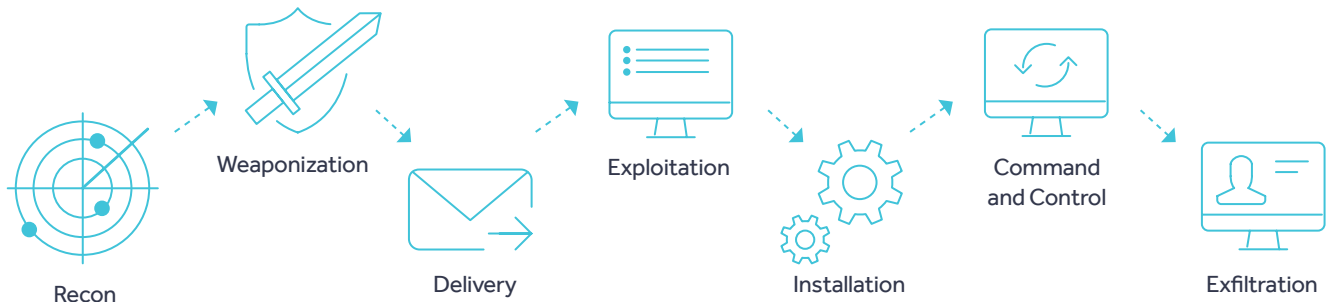 Recon
Weaponization
Delivery
Exploitation
Installation
Command
and Control
Exfiltration